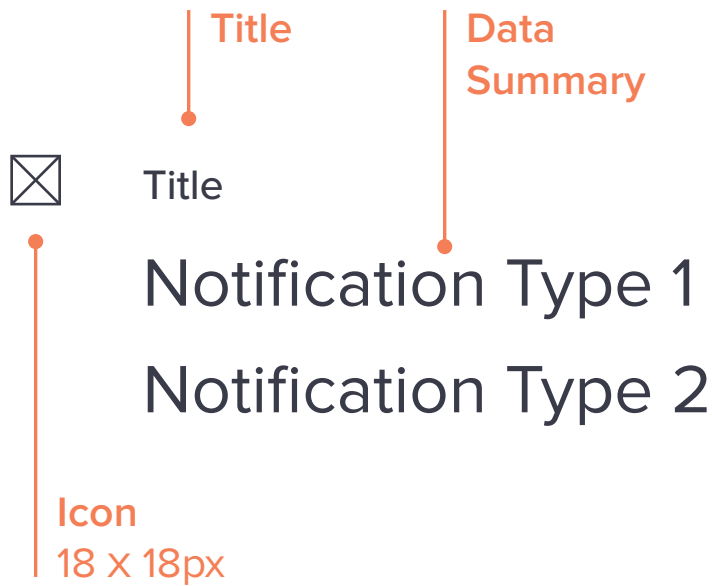 Title
Data
Summary
Title
Notification Type 1
Notification Type 2
Icon
18 x 18px